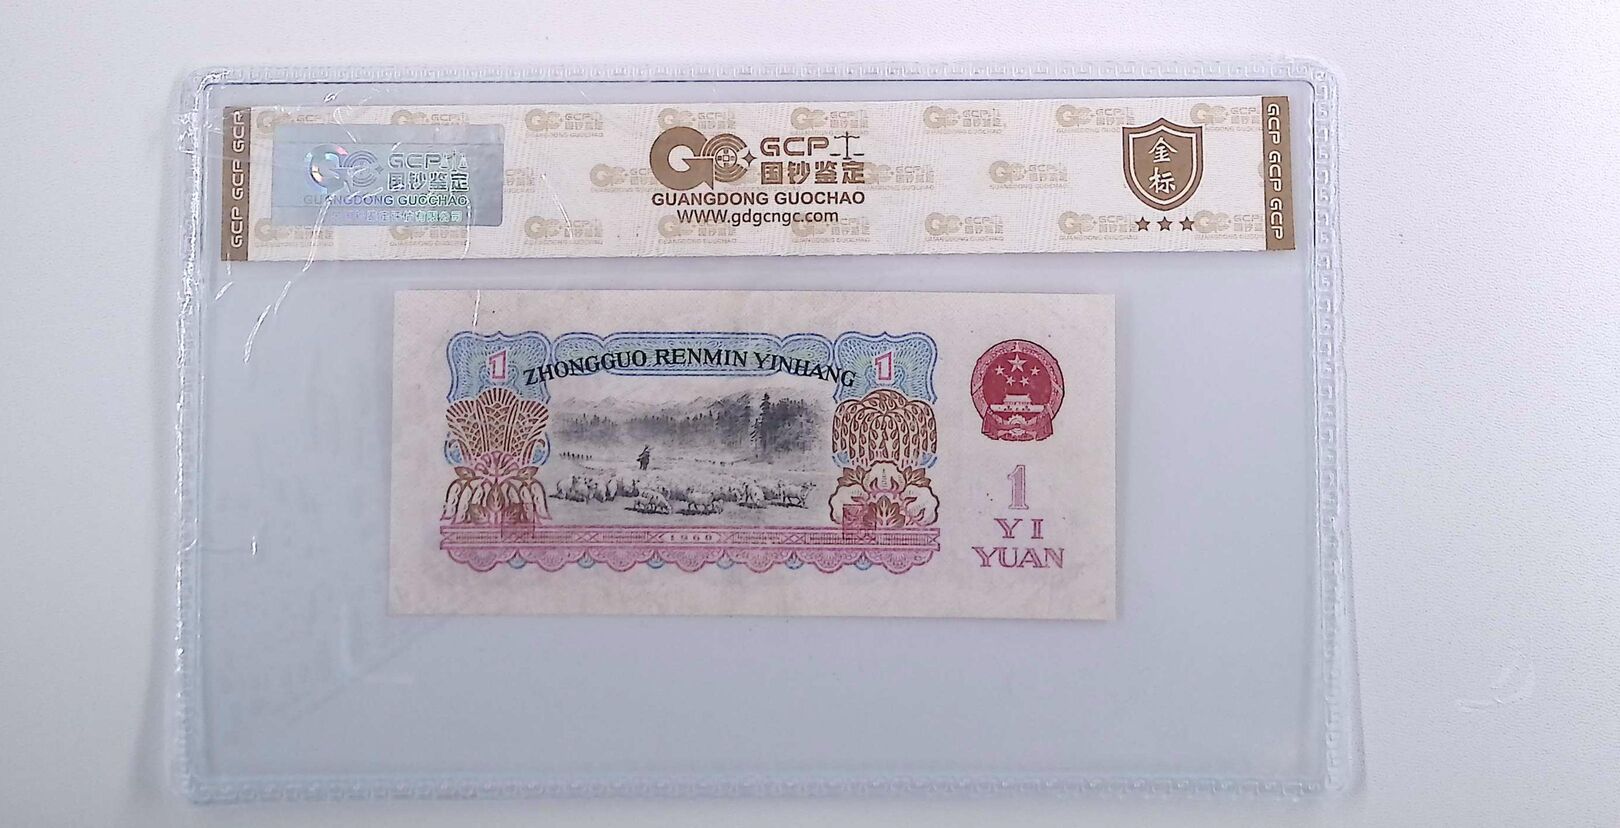 GCP GCP GCP
GCP
国钞鉴定
GUANGDONG GUOCHAO
GCP
国钞鉴定
GUANGDONG GUOCHAO
WWW.gdgcngc.com
金标
GCP GCP GCP
1
ZHONGGUO RENMIN YINHANG
1
1960
1
YI
YUAN